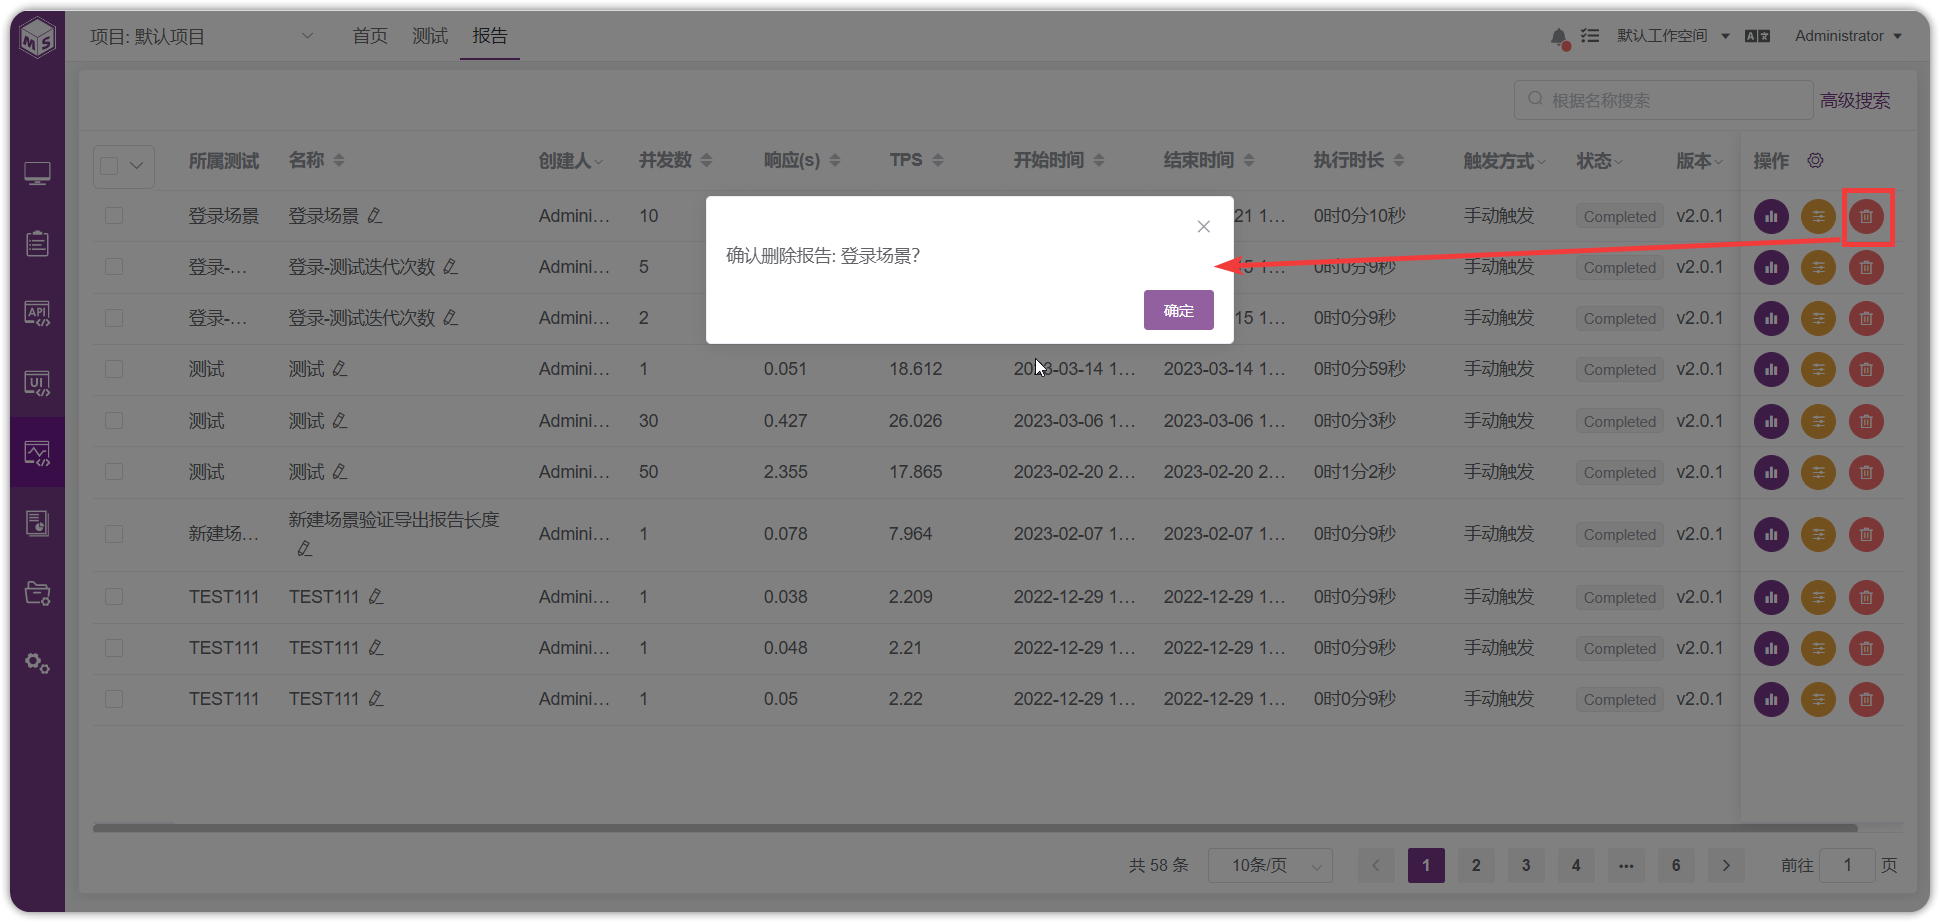 MS
项目: 默认项目
首页 测试 报告
默认工作空间
Administrator
根据名称搜索
高级搜索
所属测试 名称 创建人 并发数 响应(s) TPS 开始时间 结束时间 执行时长 触发方式 状态 版本 操作
登录场景 登录场景 Admini... 10 21 1... 0时0分10秒 手动触发 Completed v2.0.1
登录-... 登录-测试迭代次数 Admini... 5 15 1... 0时0分9秒 手动触发 Completed v2.0.1
登录-... 登录-测试迭代次数 Admini... 2 15 1... 0时0分9秒 手动触发 Completed v2.0.1
确认删除报告: 登录场景?
确定
测试 测试 Admini... 1 0.051 18.612 2023-03-14 1... 2023-03-14 1... 0时0分59秒 手动触发 Completed v2.0.1
测试 测试 Admini... 30 0.427 26.026 2023-03-06 1... 2023-03-06 1... 0时0分3秒 手动触发 Completed v2.0.1
测试 测试 Admini... 50 2.355 17.865 2023-02-20 2... 2023-02-20 2... 0时1分2秒 手动触发 Completed v2.0.1
新建场... 新建场景验证导出报告长度 Admini... 1 0.078 7.964 2023-02-07 1... 2023-02-07 1... 0时0分9秒 手动触发 Completed v2.0.1
TEST111 TEST111 Admini... 1 0.038 2.209 2022-12-29 1... 2022-12-29 1... 0时0分9秒 手动触发 Completed v2.0.1
TEST111 TEST111 Admini... 1 0.048 2.21 2022-12-29 1... 2022-12-29 1... 0时0分9秒 手动触发 Completed v2.0.1
TEST111 TEST111 Admini... 1 0.05 2.22 2022-12-29 1... 2022-12-29 1... 0时0分9秒 手动触发 Completed v2.0.1
API
UI
共 58 条 10条/页 1 2 3 4 ... 6 前往 1 页